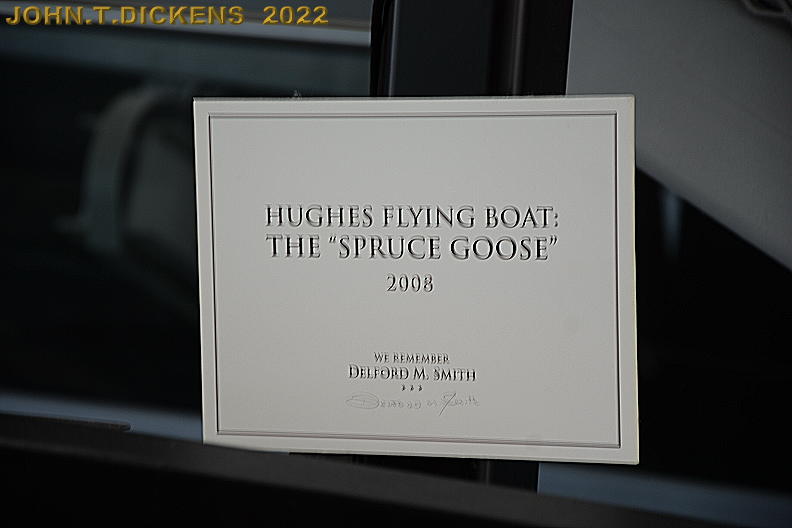 JOHN.T.DICKENS 2022
HUGHES FLYING BOAT:
THE “SPRUCE GOOSE”
2008
WE REMEMBER
DELFORD M. SMITH